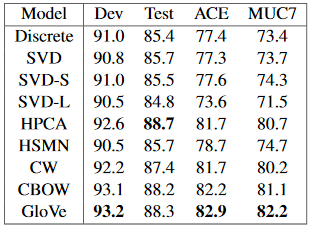 Model Dev Test ACE MUC7
Discrete 91.0 85.4 77.4 73.4
SVD 90.8 85.7 77.3 73.7
SVD-S 91.0 85.5 77.6 74.3
SVD-L 90.5 84.8 73.6 71.5
HPCA 92.6 88.7 81.7 80.7
HSMN 90.5 85.7 78.7 74.7
CW 92.2 87.4 81.7 80.2
CBOW 93.1 88.2 82.2 81.1
GloVe 93.2 88.3 82.9 82.2